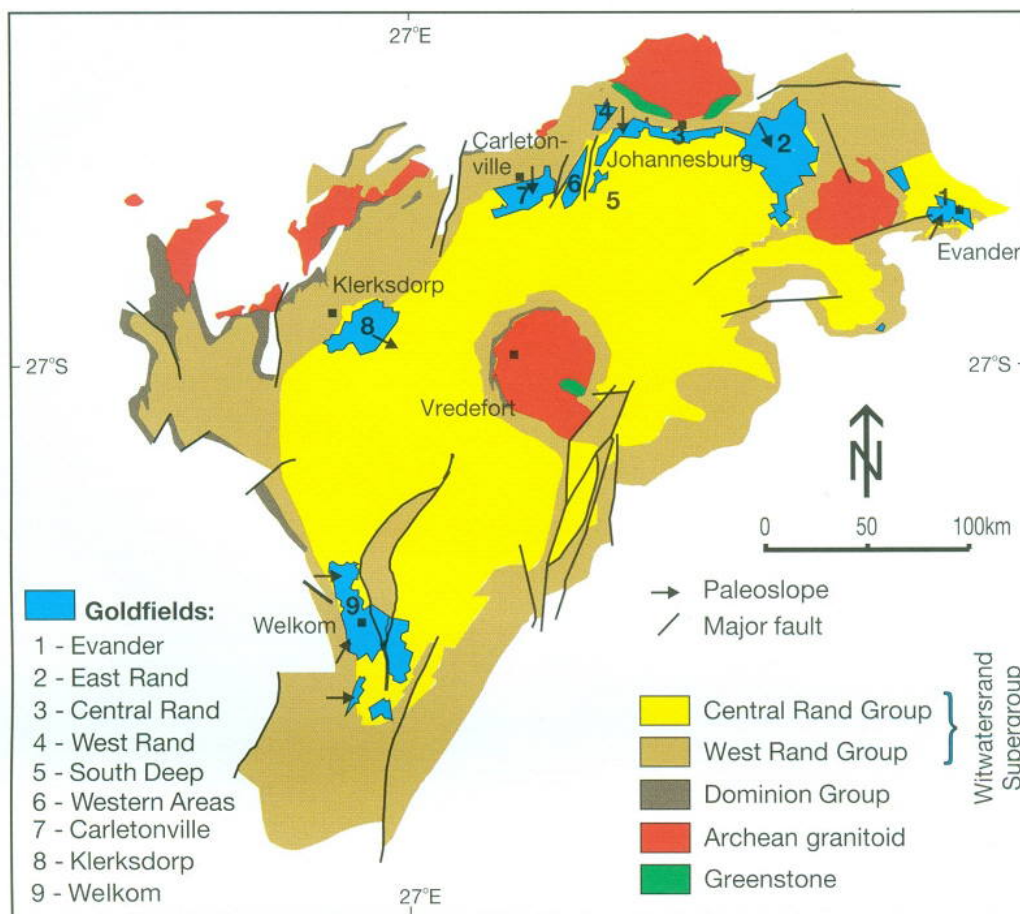 27°E
4
Carleton-
ville
3
2
Johannesburg
7
6
5
1
Evander
Klerksdorp
8
27°S
27°S
Vredefort
N
0 50 100km
Paleoslope
Major fault
9
Welkom
Goldfields:
1 - Evander
2 - East Rand
3 - Central Rand
4 - West Rand
5 - South Deep
6 - Western Areas
7 - Carletonville
8 - Klerksdorp
9 - Welkom
Central Rand Group
West Rand Group
Witwatersrand
Supergroup
Dominion Group
Archean granitoid
Greenstone
27°E